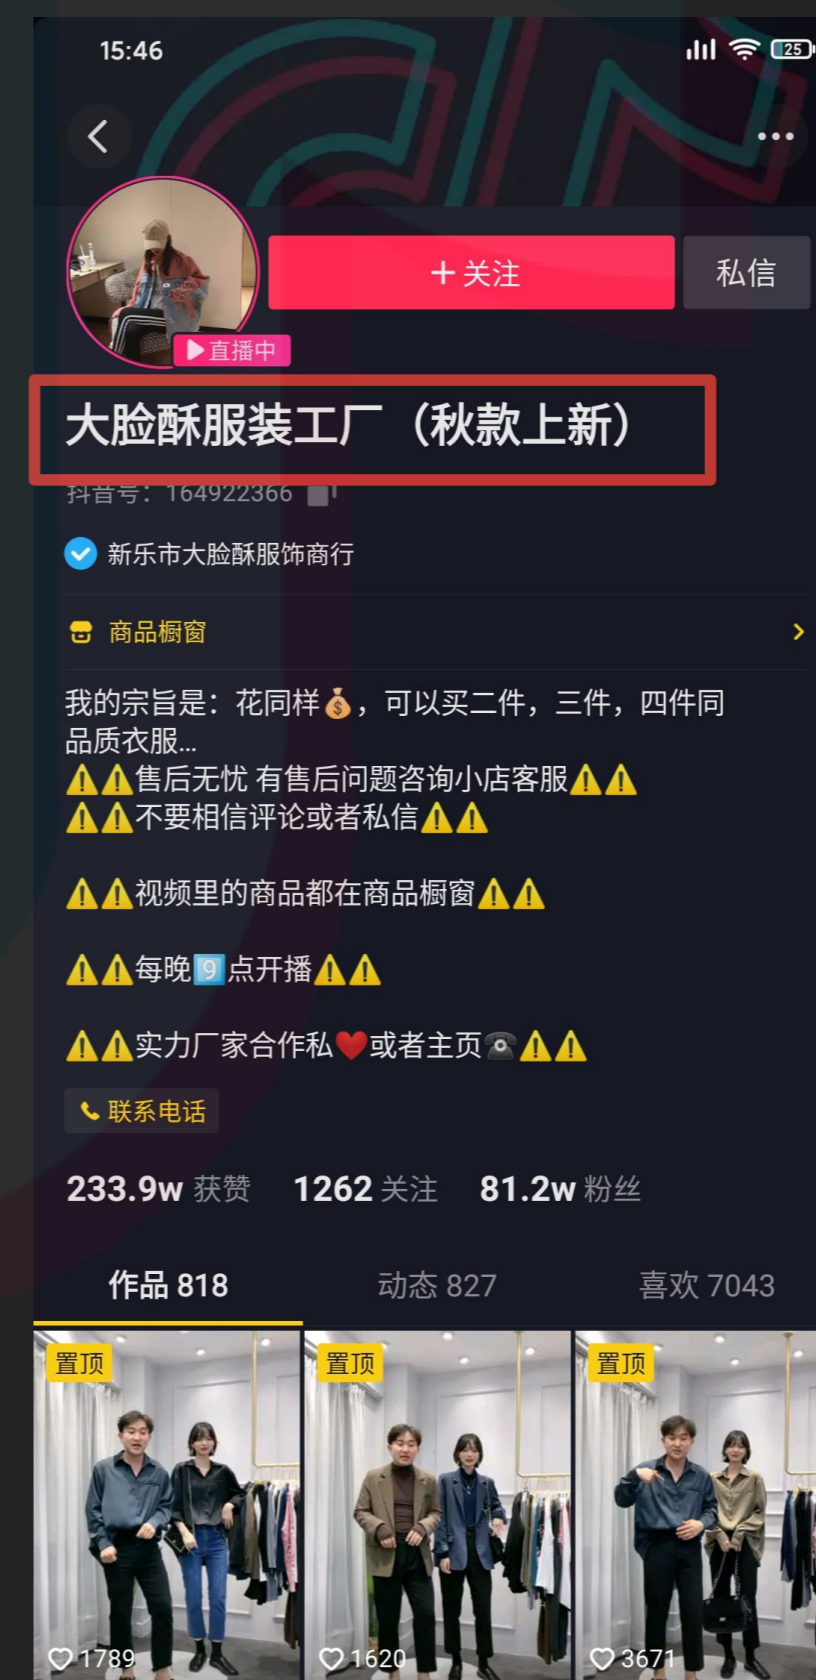 15:46
25
关注
私信
直播中
大脸酥服装工厂（秋款上新）
抖音号：164922366
新乐市大脸酥服饰商行
商品橱窗
我的宗旨是：花同样💰，可以买二件，三件，四件同
品质衣服...
⚠️⚠️售后无忧 有售后问题咨询小店客服⚠️⚠️
⚠️⚠️不要相信评论或者私信⚠️⚠️
⚠️⚠️视频里的商品都在商品橱窗⚠️⚠️
⚠️⚠️每晚9️⃣点开播⚠️⚠️
⚠️⚠️实力厂家合作私❤️或者主页☎️⚠️⚠️
联系电话
233.9w 获赞 1262 关注 81.2w 粉丝
作品 818 动态 827 喜欢 7043
置顶 置顶 置顶
1789 1620 3671